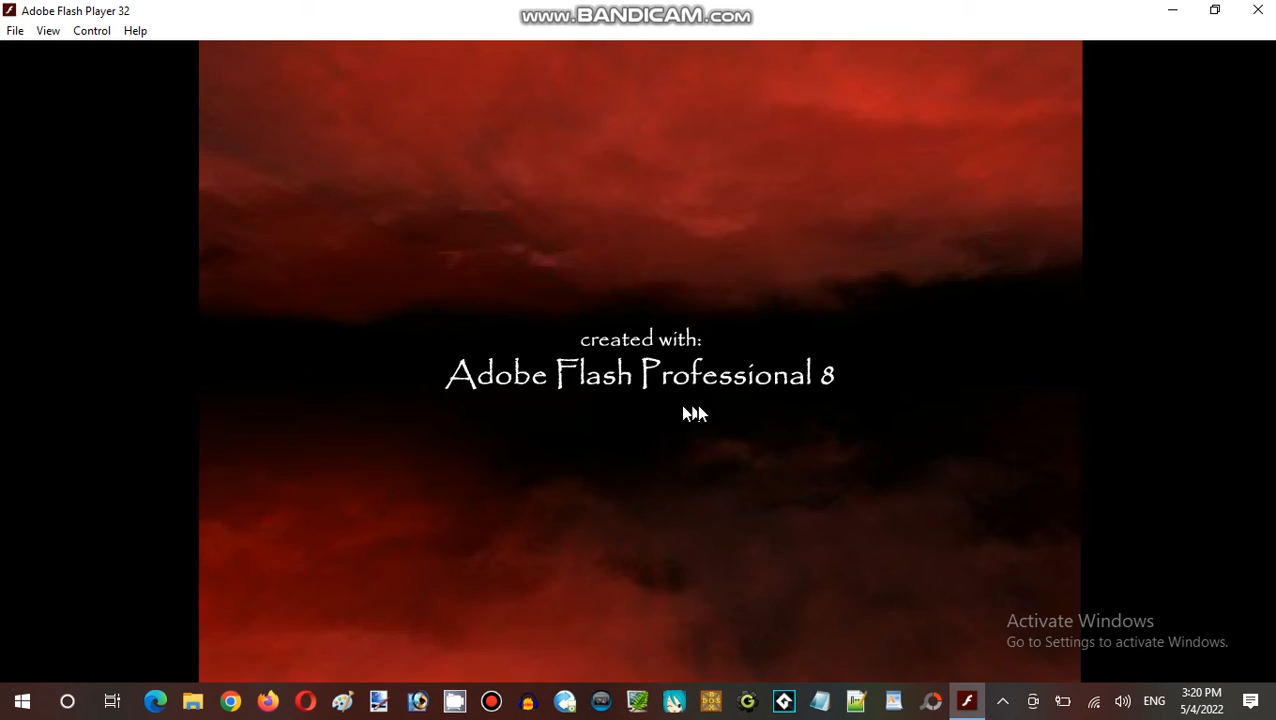 Adobe Flash Player 32
www.BANDICAM.com
File View Control Help
created with:
Adobe Flash Professional 8
Activate Windows
Go to Settings to activate Windows.
DOS
ENG
3:20 PM
5/4/2022